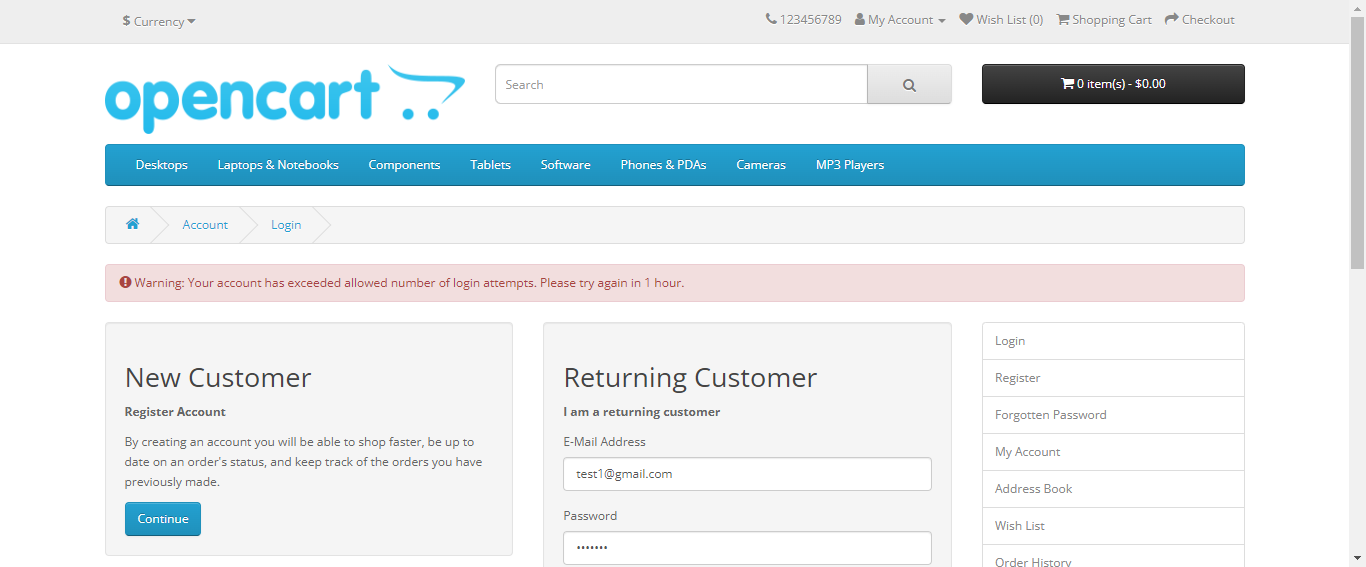 $ Currency
123456789 My Account Wish List (0) Shopping Cart Checkout
opencart
Search
0 item(s) - $0.00
Desktops Laptops & Notebooks Components Tablets Software Phones & PDAs Cameras MP3 Players
Account Login
Warning: Your account has exceeded allowed number of login attempts. Please try again in 1 hour.
New Customer
Register Account
By creating an account you will be able to shop faster, be up to
date on an order's status, and keep track of the orders you have
previously made.
Continue
Returning Customer
I am a returning customer
E-Mail Address
test1@gmail.com
Password
•••••••
Login
Register
Forgotten Password
My Account
Address Book
Wish List
Order History